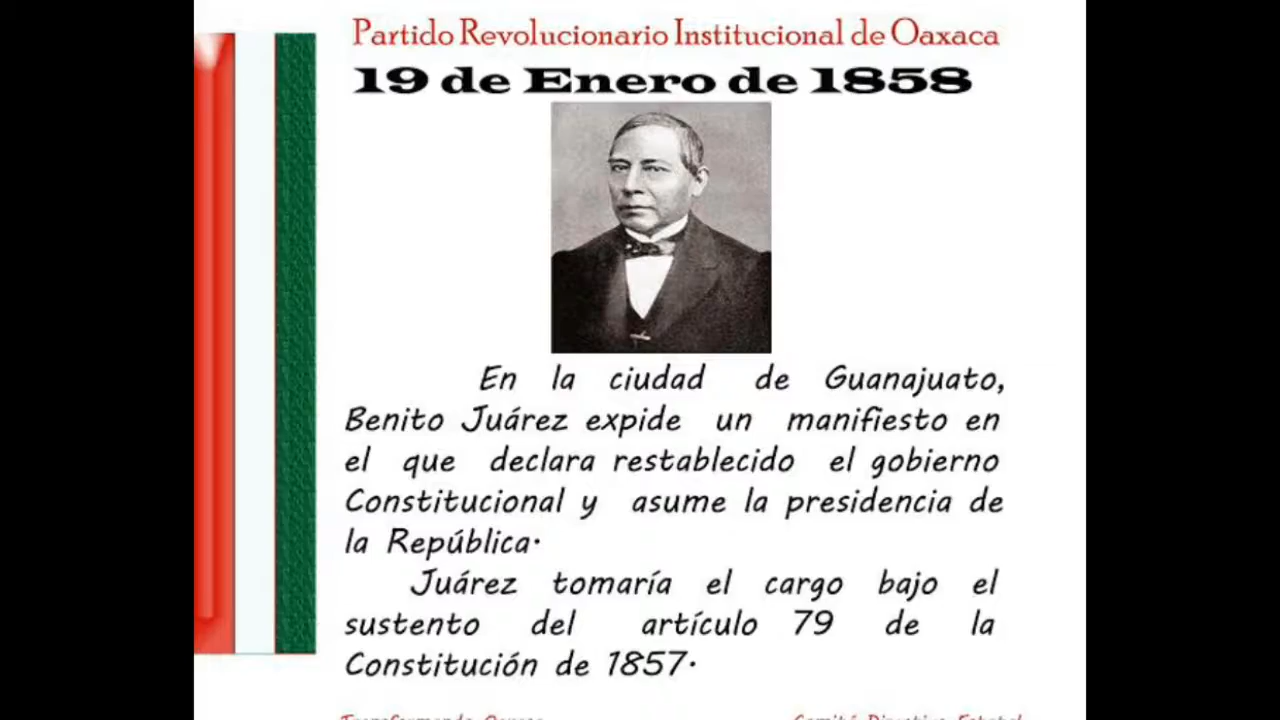 Partido Revolucionario Institucional de Oaxaca
19 de Enero de 1858
En la ciudad de Guanajuato,
Benito Juárez expide un manifiesto en
el que declara restablecido el gobierno
Constitucional y asume la presidencia de
la República.
Juárez tomaría el cargo bajo el
sustento del artículo 79 de la
Constitución de 1857.